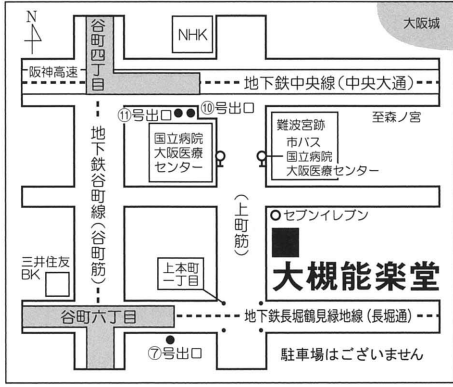 N
谷町四丁目
NHK
大阪城
阪神高速
地下鉄中央線(中央大通)
⑪号出口
⑩号出口
至森ノ宮
国立病院
大阪医療
センター
難波宮跡
市バス
国立病院
大阪医療センター
地下鉄谷町線(谷町筋)
(上町筋)
セブンイレブン
三井住友
BK
上本町
一丁目
大槻能楽堂
谷町六丁目
地下鉄長堀鶴見緑地線(長堀通)
⑦号出口
駐車場はございません